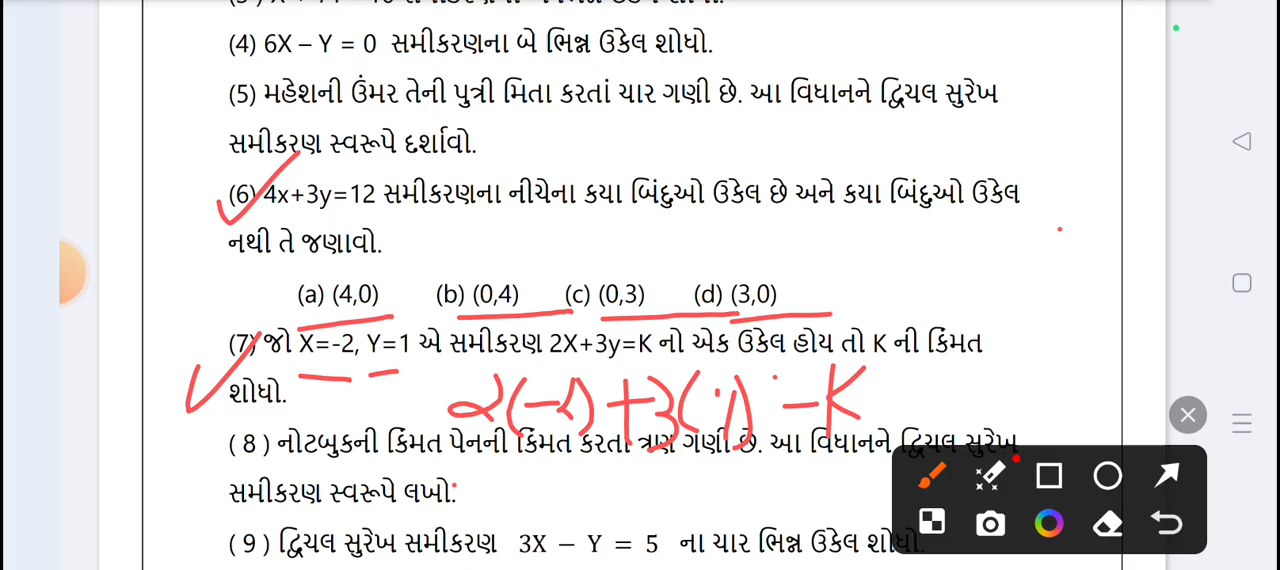 (4) 6X – Y = 0 સમીકરણના બે ભિન્ન ઉકેલ શોધો.
(5) મહેશની ઉંમર તેની પુત્રી મિતા કરતાં ચાર ગણી છે. આ વિધાનને દ્વિચલ સુરેખ
સમીકરણ સ્વરૂપે દર્શાવો.
(6) 4x+3y=12 સમીકરણના નીચેના કયા બિંદુઓ ઉકેલ છે અને કયા બિંદુઓ ઉકેલ
નથી તે જણાવો.
(a) (4,0) (b) (0,4) (c) (0,3) (d) (3,0)
(7) જો X=-2, Y=1 એ સમીકરણ 2X+3y=K નો એક ઉકેલ હોય તો K ની કિંમત
શોધો.
2(-2)+3(1) = K
( 8 ) નોટબુકની કિંમત પેનની કિંમત કરતા ત્રણ ગણી છે. આ વિધાનને દ્વિચલ સુરેખ
સમીકરણ સ્વરૂપે લખો.
( 9 ) દ્વિચલ સુરેખ સમીકરણ 3X – Y = 5 ના ચાર ભિન્ન ઉકેલ શોધો.